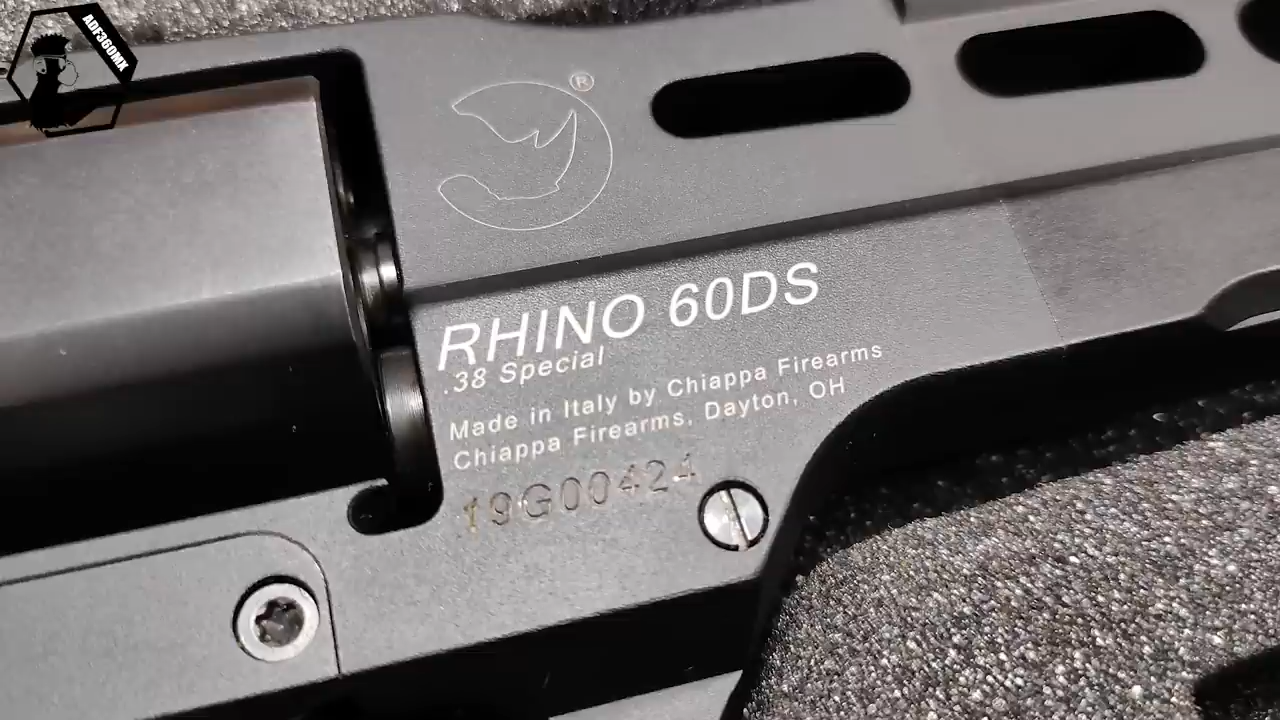 ADF360MX
®
RHINO 60DS
.38 Special
Made in Italy by Chiappa Firearms
Chiappa Firearms, Dayton, OH
19G00424